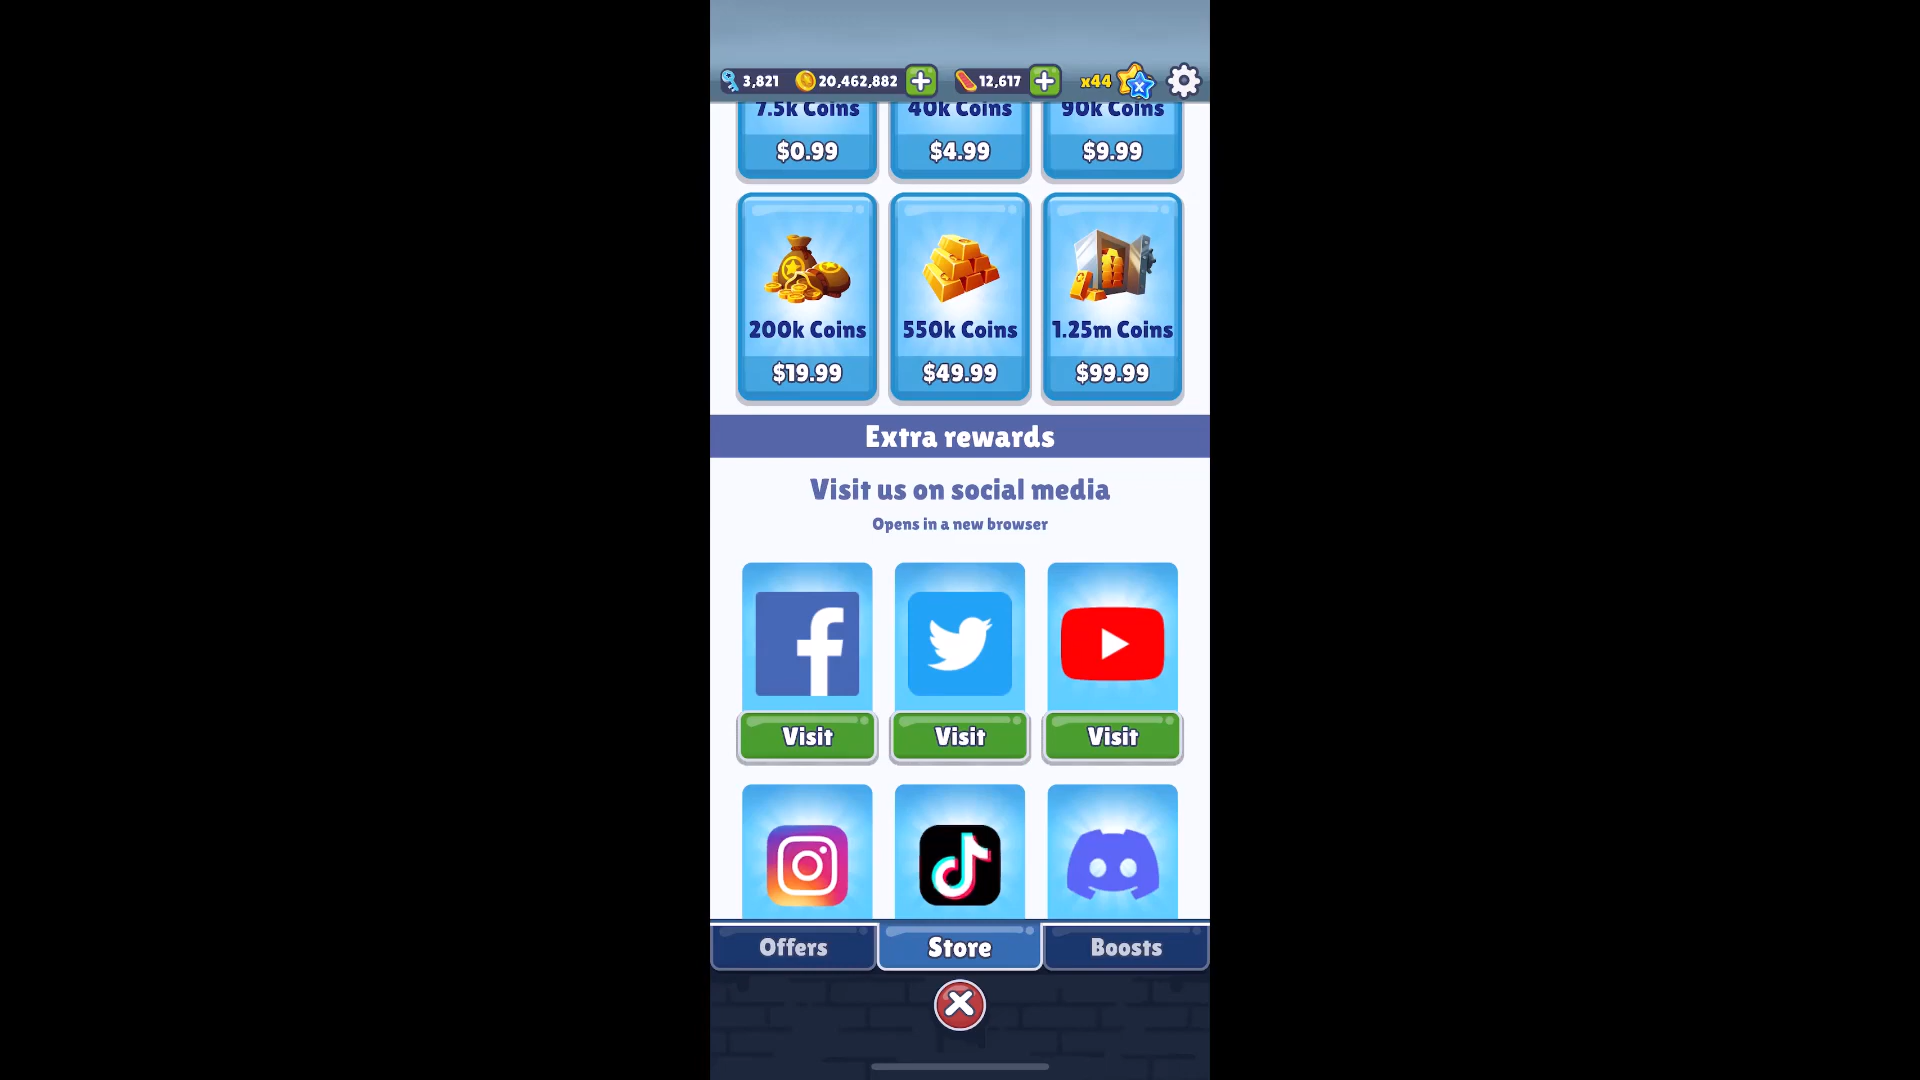 3,821 20,462,882 12,617 x44
7.5k Coins 40k Coins 90k Coins
$0.99 $4.99 $9.99
200k Coins 550k Coins 1.25m Coins
$19.99 $49.99 $99.99
Extra rewards
Visit us on social media
Opens in a new browser
Visit Visit Visit
Offers Store Boosts